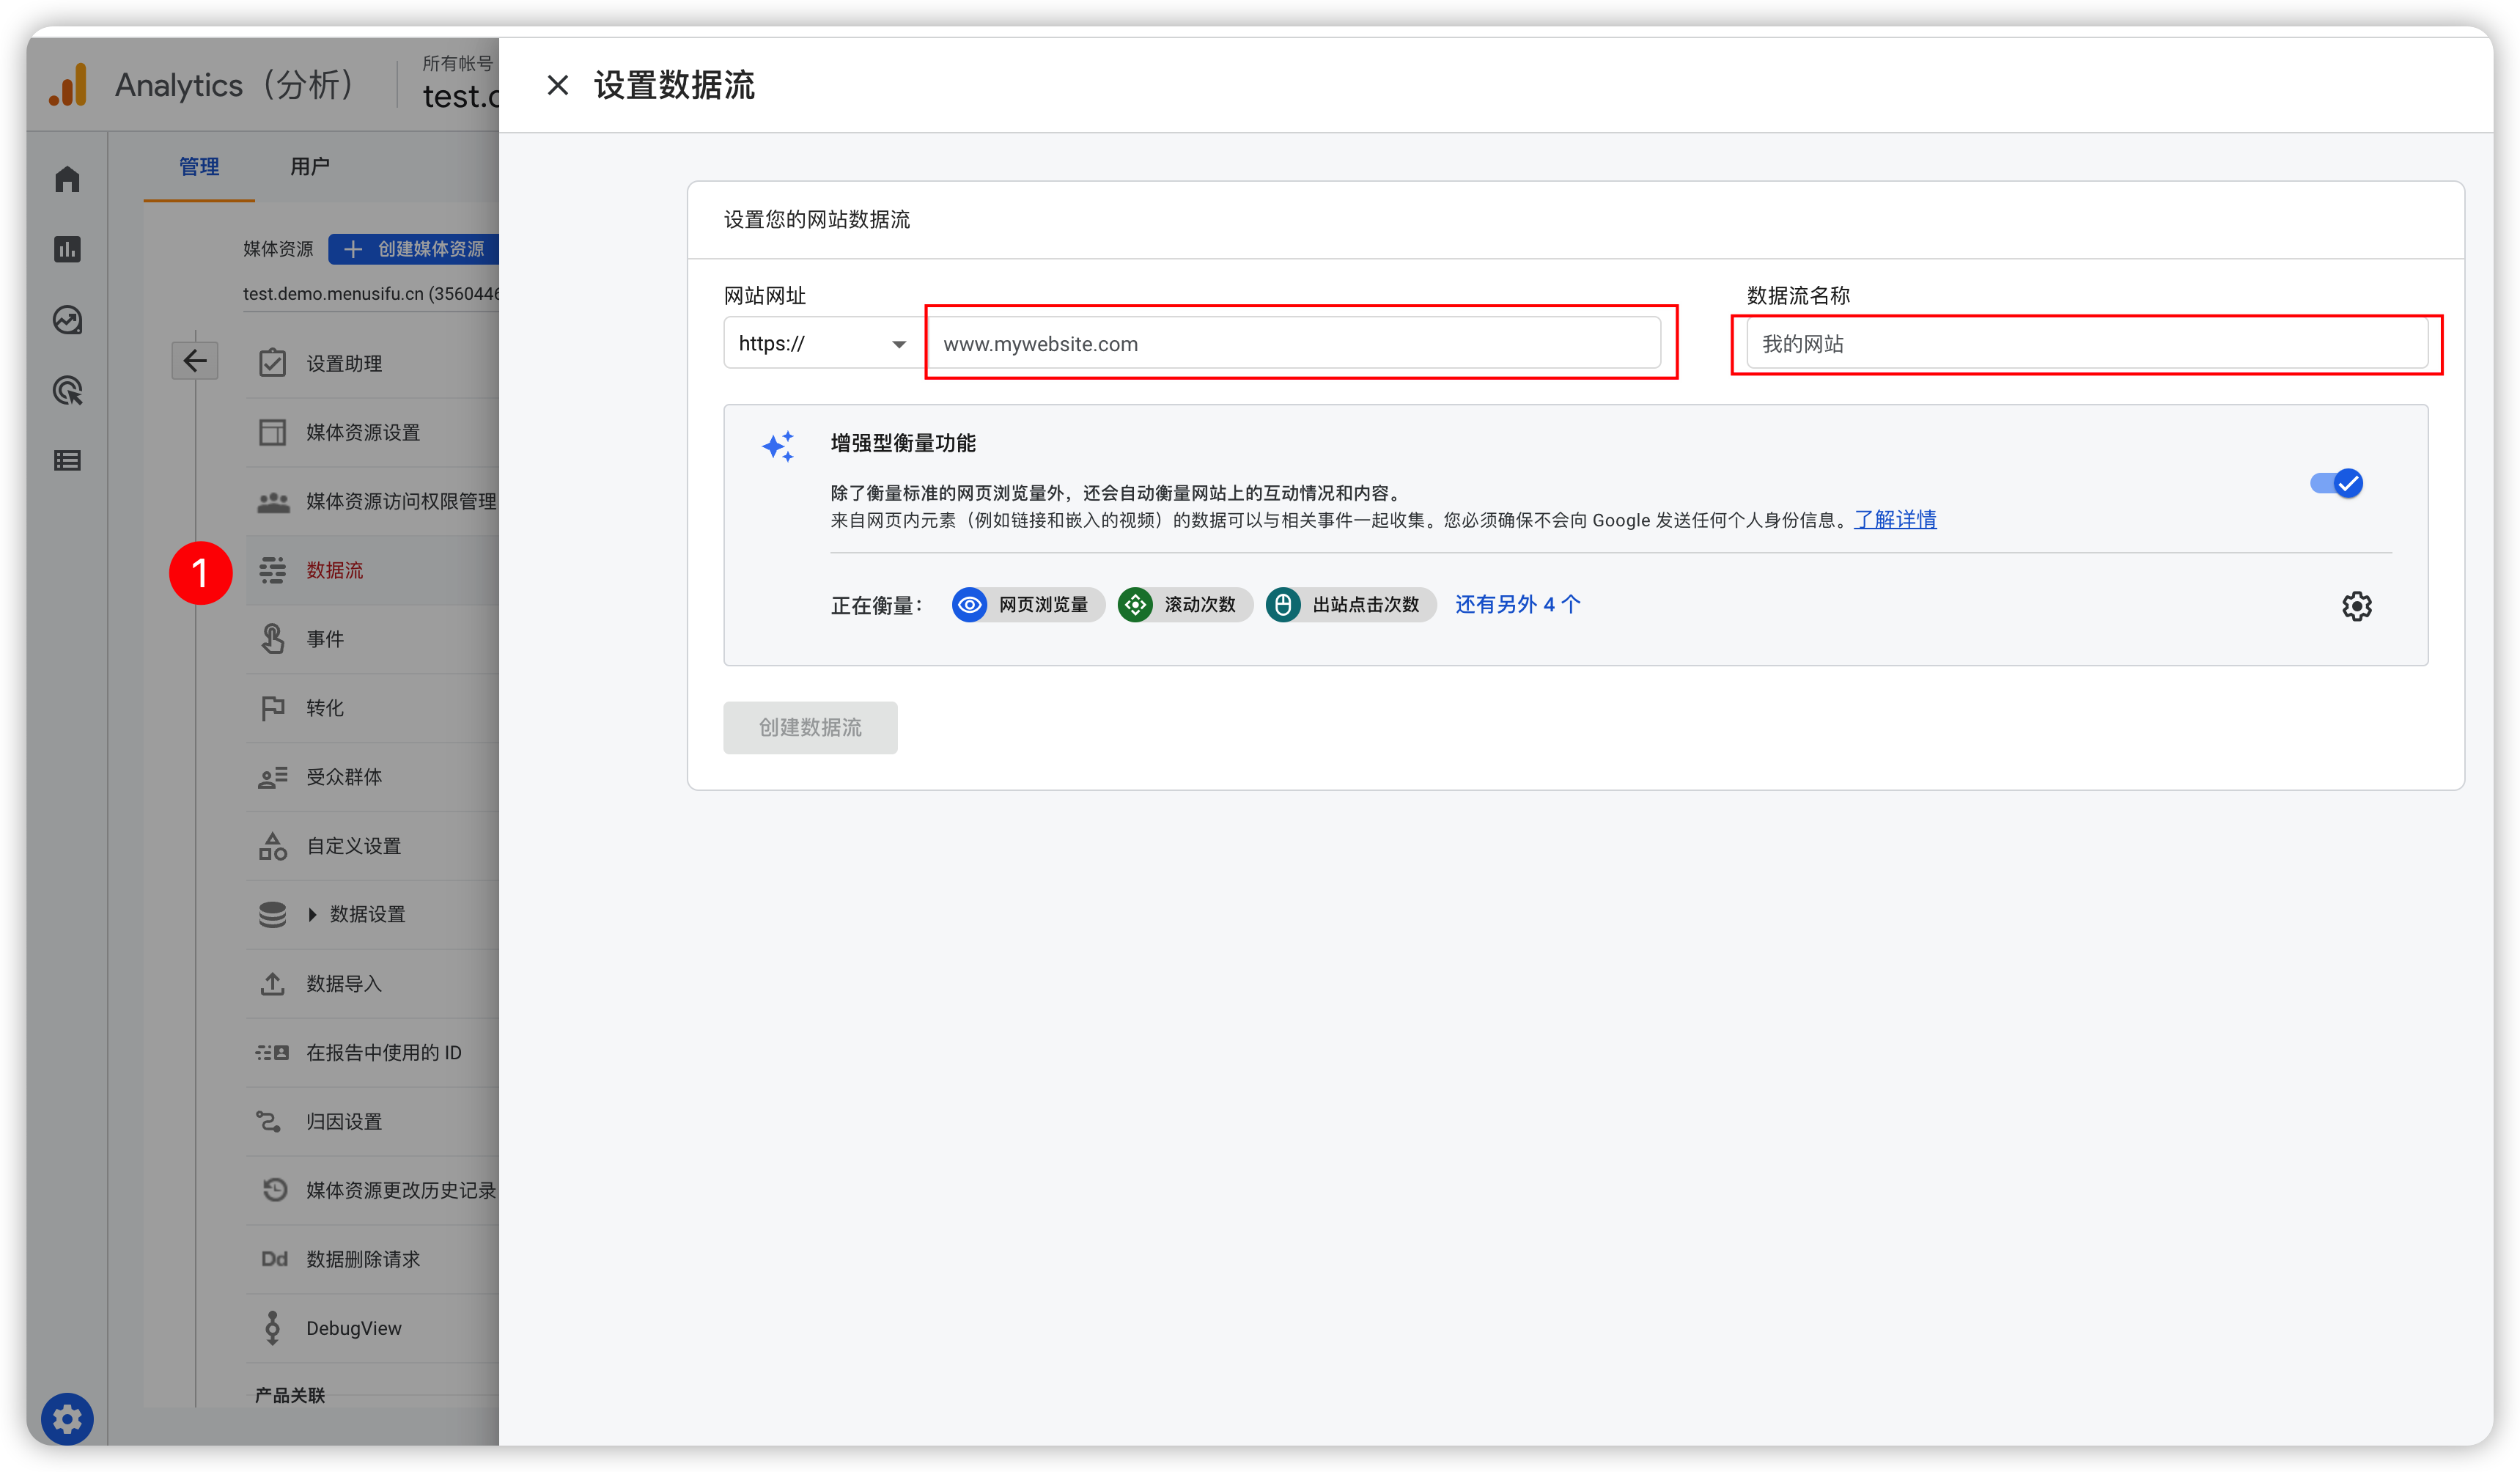 Analytics（分析）
所有帐号
test.c
设置数据流
管理
用户
媒体资源
创建媒体资源
test.demo.menusifu.cn (3560446
设置助理
媒体资源设置
媒体资源访问权限管理
1
数据流
事件
转化
受众群体
自定义设置
数据设置
数据导入
在报告中使用的 ID
归因设置
媒体资源更改历史记录
Dd 数据删除请求
DebugView
产品关联
设置您的网站数据流
网站网址
数据流名称
https://
www.mywebsite.com
我的网站
增强型衡量功能
除了衡量标准的网页浏览量外，还会自动衡量网站上的互动情况和内容。
来自网页内元素（例如链接和嵌入的视频）的数据可以与相关事件一起收集。您必须确保不会向 Google 发送任何个人身份信息。了解详情
正在衡量： 网页浏览量 滚动次数 出站点击次数 还有另外 4 个
创建数据流